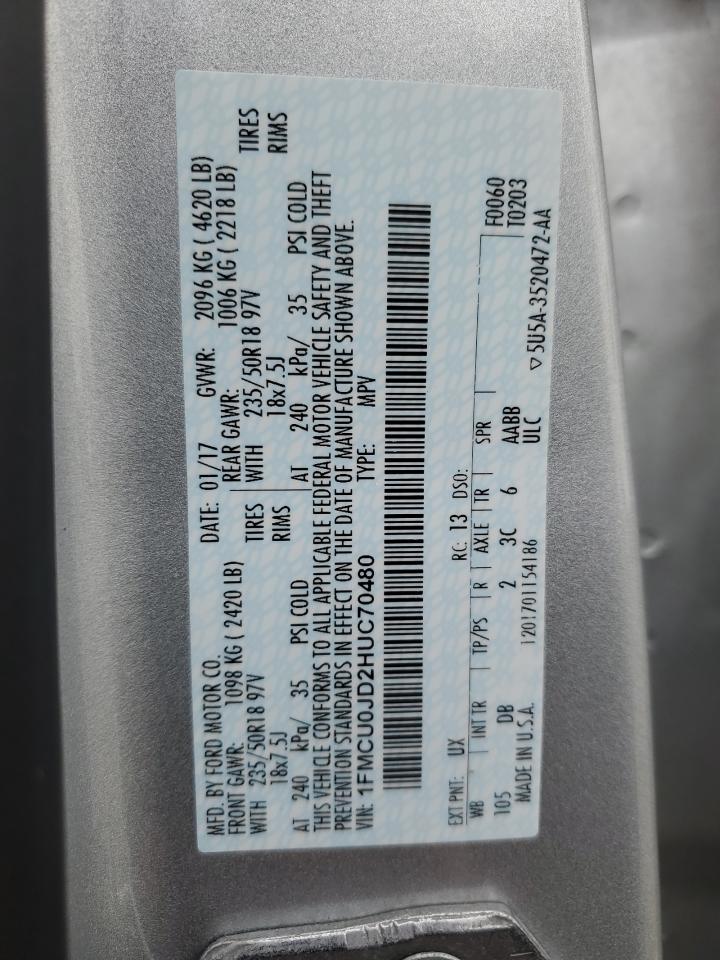 MFD. BY FORD MOTOR CO.
DATE: 01/17 GVWR: 2096 KG ( 4620 LB)
FRONT GAWR: 1098 KG ( 2420 LB) REAR GAWR: 1006 KG ( 2218 LB)
WITH 235/50R18 97V TIRES WITH 235/50R18 97V TIRES
18x7.5J RIMS 18x7.5J RIMS
AT 240 kPa/ 35 PSI COLD AT 240 kPa/ 35 PSI COLD
THIS VEHICLE CONFORMS TO ALL APPLICABLE FEDERAL MOTOR VEHICLE SAFETY AND THEFT
PREVENTION STANDARDS IN EFFECT ON THE DATE OF MANUFACTURE SHOWN ABOVE.
VIN: 1FMCU0JD2HUC70480 TYPE: MPV
EXT PNT: UX RC: 13 DSO:
WB INT TR TP/PS R AXLE TR SPR F0060
105 DB 2 3C 6 AABB T0203
MADE IN U.S.A. 1201701154186 ULC
▽ 5U5A-3520472-AA